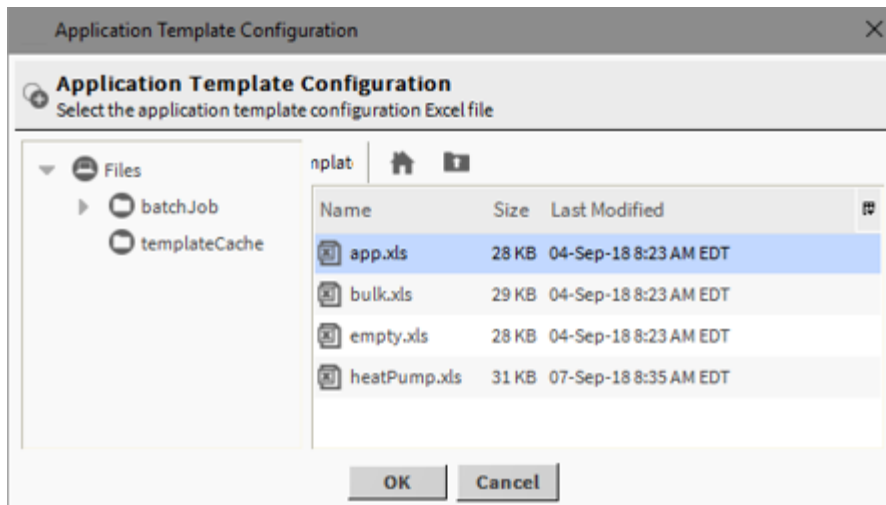 Application Template Configuration
Application Template Configuration
Select the application template configuration Excel file
Files
batchJob
templateCache
mplat
Name Size Last Modified
app.xls 28 KB 04-Sep-18 8:23 AM EDT
bulk.xls 29 KB 04-Sep-18 8:23 AM EDT
empty.xls 28 KB 04-Sep-18 8:23 AM EDT
heatPump.xls 31 KB 07-Sep-18 8:35 AM EDT
OK Cancel